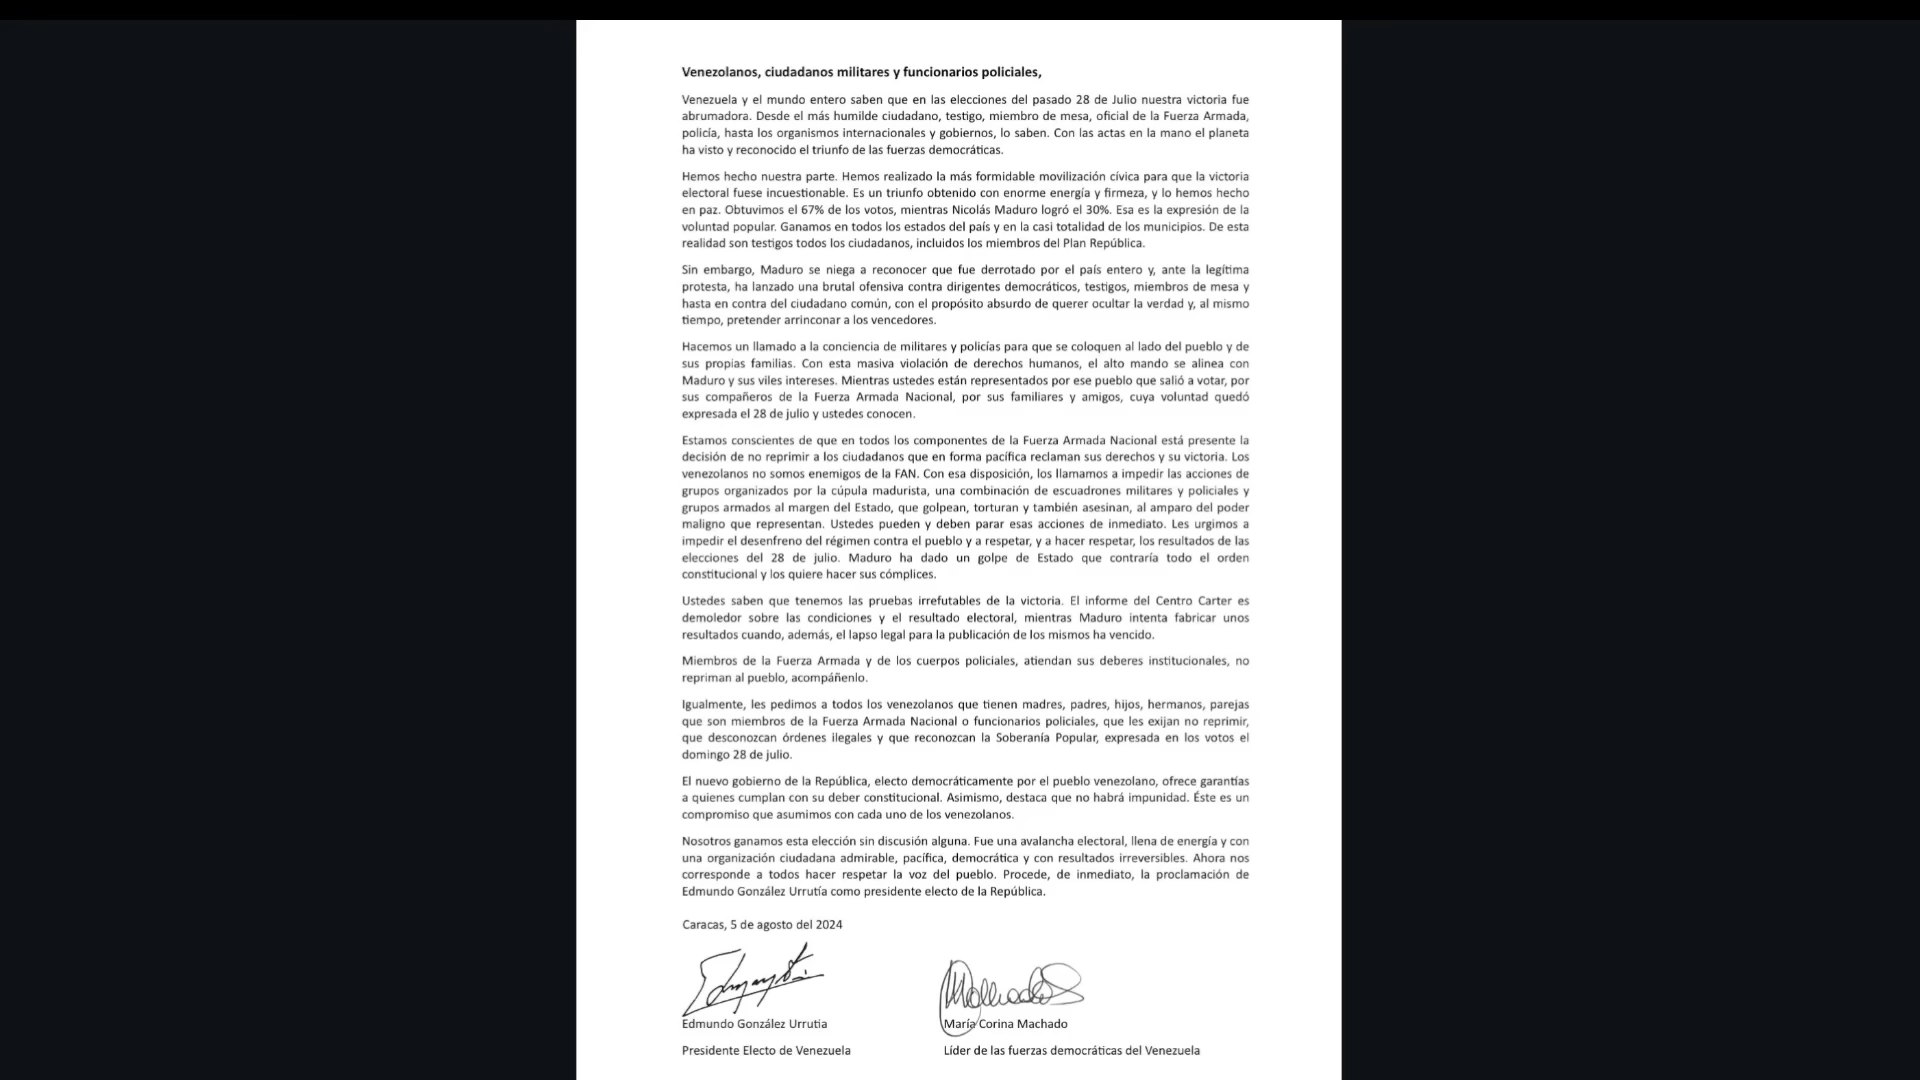 Venezolanos, ciudadanos militares y funcionarios policiales,
Venezuela y el mundo entero saben que en las elecciones del pasado 28 de Julio nuestra victoria fue
abrumadora. Desde el más humilde ciudadano, testigo, miembro de mesa, oficial de la Fuerza Armada,
policía, hasta los organismos internacionales y gobiernos, lo saben. Con las actas en la mano el planeta
ha visto y reconocido el triunfo de las fuerzas democráticas.
Hemos hecho nuestra parte. Hemos realizado la más formidable movilización cívica para que la victoria
electoral fuese incuestionable. Es un triunfo obtenido con enorme energía y firmeza, y lo hemos hecho
en paz. Obtuvimos el 67% de los votos, mientras Nicolás Maduro logró el 30%. Esa es la expresión de la
voluntad popular. Ganamos en todos los estados del país y en la casi totalidad de los municipios. De esta
realidad son testigos todos los ciudadanos, incluidos los miembros del Plan República.
Sin embargo, Maduro se niega a reconocer que fue derrotado por el país entero y, ante la legítima
protesta, ha lanzado una brutal ofensiva contra dirigentes democráticos, testigos, miembros de mesa y
hasta en contra del ciudadano común, con el propósito absurdo de querer ocultar la verdad y, al mismo
tiempo, pretender arrinconar a los vencedores.
Hacemos un llamado a la conciencia de militares y policías para que se coloquen al lado del pueblo y de
sus propias familias. Con esta masiva violación de derechos humanos, el alto mando se alinea con
Maduro y sus viles intereses. Mientras ustedes están representados por ese pueblo que salió a votar, por
sus compañeros de la Fuerza Armada Nacional, por sus familiares y amigos, cuya voluntad quedó
expresada el 28 de julio y ustedes conocen.
Estamos conscientes de que en todos los componentes de la Fuerza Armada Nacional está presente la
decisión de no reprimir a los ciudadanos que en forma pacífica reclaman sus derechos y su victoria. Los
venezolanos no somos enemigos de la FAN. Con esa disposición, los llamamos a impedir las acciones de
grupos organizados por la cúpula madurista, una combinación de escuadrones militares y policiales y
grupos armados al margen del Estado, que golpean, torturan y también asesinan, al amparo del poder
maligno que representan. Ustedes pueden y deben parar esas acciones de inmediato. Les urgimos a
impedir el desenfreno del régimen contra el pueblo y a respetar, y a hacer respetar, los resultados de las
elecciones del 28 de julio. Maduro ha dado un golpe de Estado que contraría todo el orden
constitucional y los quiere hacer sus cómplices.
Ustedes saben que tenemos las pruebas irrefutables de la victoria. El informe del Centro Carter es
demoledor sobre las condiciones y el resultado electoral, mientras Maduro intenta fabricar unos
resultados cuando, además, el lapso legal para la publicación de los mismos ha vencido.
Miembros de la Fuerza Armada y de los cuerpos policiales, atiendan sus deberes institucionales, no
repriman al pueblo, acompáñenlo.
Igualmente, les pedimos a todos los venezolanos que tienen madres, padres, hijos, hermanos, parejas
que son miembros de la Fuerza Armada Nacional o funcionarios policiales, que les exijan no reprimir,
que desconozcan órdenes ilegales y que reconozcan la Soberanía Popular, expresada en los votos el
domingo 28 de julio.
El nuevo gobierno de la República, electo democráticamente por el pueblo venezolano, ofrece garantías
a quienes cumplan con su deber constitucional. Asimismo, destaca que no habrá impunidad. Éste es un
compromiso que asumimos con cada uno de los venezolanos.
Nosotros ganamos esta elección sin discusión alguna. Fue una avalancha electoral, llena de energía y con
una organización ciudadana admirable, pacífica, democrática y con resultados irreversibles. Ahora nos
corresponde a todos hacer respetar la voz del pueblo. Procede, de inmediato, la proclamación de
Edmundo González Urrutía como presidente electo de la República.
Caracas, 5 de agosto del 2024
Edmundo González Urrutia
María Corina Machado
Presidente Electo de Venezuela
Líder de las fuerzas democráticas del Venezuela